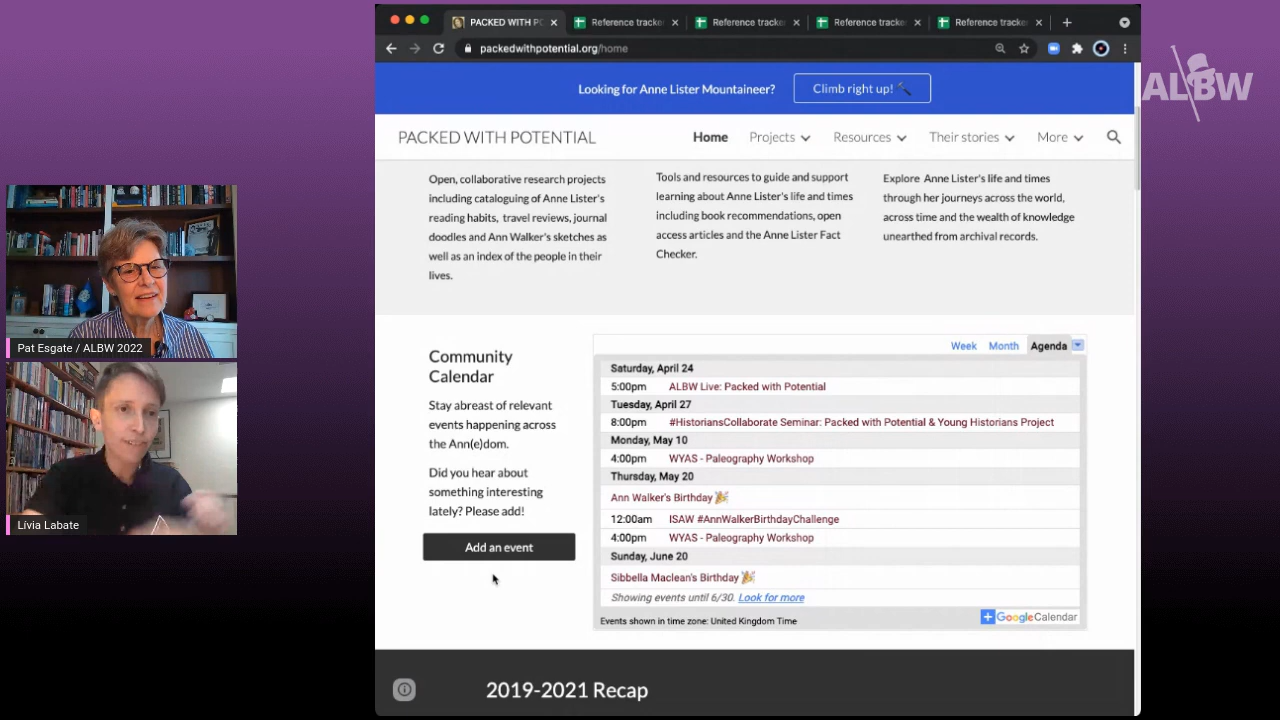 PACKED WITH PO
Reference tracke
Reference tracke
Reference tracke
Reference tracke
packedwithpotential.org/home
Looking for Anne Lister Mountaineer?
Climb right up!
ALBW
PACKED WITH POTENTIAL
Home
Projects
Resources
Their stories
More
Open, collaborative research projects
including cataloguing of Anne Lister's
reading habits, travel reviews, journal
doodles and Ann Walker's sketches as
well as an index of the people in their
lives.
Tools and resources to guide and support
learning about Anne Lister's life and times
including book recommendations, open
access articles and the Anne Lister Fact
Checker.
Explore Anne Lister's life and times
through her journeys across the world,
across time and the wealth of knowledge
unearthed from archival records.
Pat Esgate / ALBW 2022
Lívia Labate
Community
Calendar
Stay abreast of relevant
events happening across
the Ann(e)dom.
Did you hear about
something interesting
lately? Please add!
Add an event
Week
Month
Agenda
Saturday, April 24
5:00pm ALBW Live: Packed with Potential
Tuesday, April 27
8:00pm #HistoriansCollaborate Seminar: Packed with Potential & Young Historians Project
Monday, May 10
4:00pm WYAS - Paleography Workshop
Thursday, May 20
Ann Walker's Birthday 🎉
12:00am ISAW #AnnWalkerBirthdayChallenge
4:00pm WYAS - Paleography Workshop
Sunday, June 20
Sibbella Maclean's Birthday 🎉
Showing events until 6/30. Look for more
Events shown in time zone: United Kingdom Time
GoogleCalendar
2019-2021 Recap